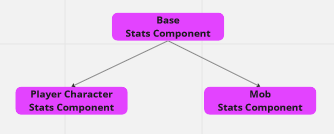 Base
Stats Component
Player Character
Stats Component
Mob
Stats Component